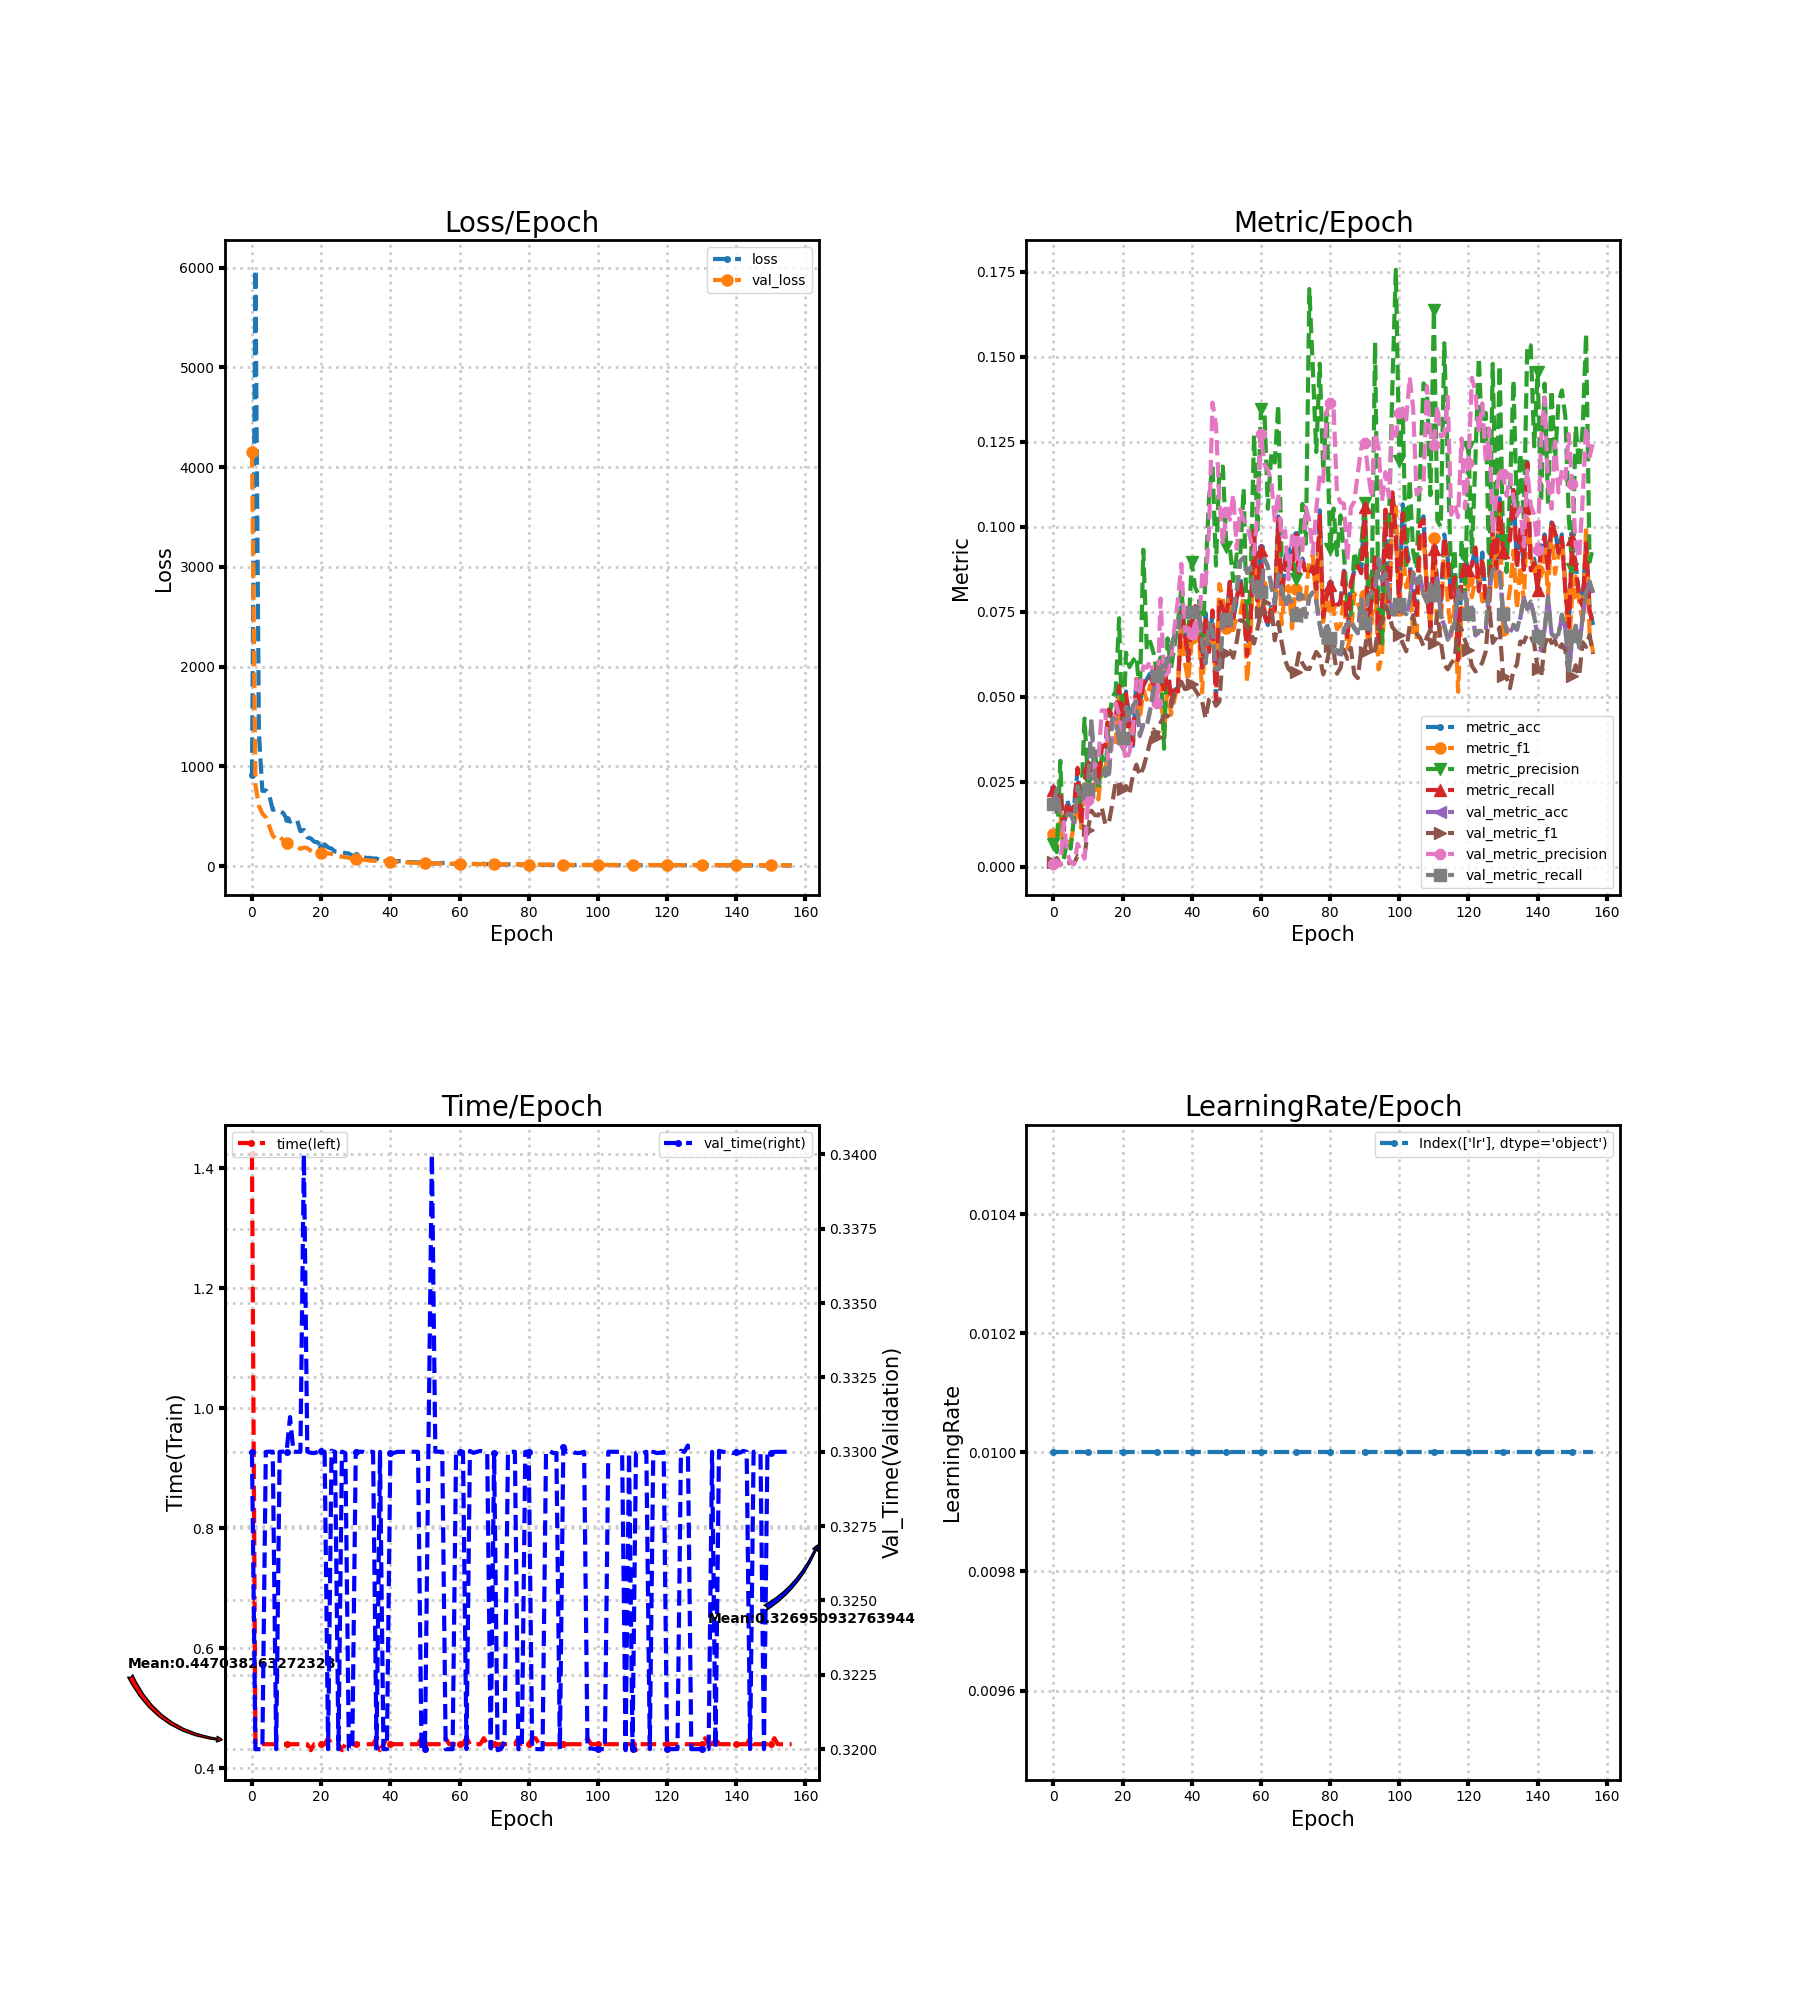 Loss/Epoch
6000
5000
4000
3000
2000
1000
0
Loss
loss
val_loss
0 20 40 60 80 100 120 140 160
Epoch
Metric/Epoch
0.175
0.150
0.125
0.100
0.075
0.050
0.025
0.000
Metric
metric_acc
metric_f1
metric_precision
metric_recall
val_metric_acc
val_metric_f1
val_metric_precision
val_metric_recall
0 20 40 60 80 100 120 140 160
Epoch
Time/Epoch
time(left)
val_time(right)
1.4
1.2
1.0
0.8
0.6
0.4
Time(Train)
0.3400
0.3375
0.3350
0.3325
0.3300
0.3275
0.3250
0.3225
0.3200
Val_Time(Validation)
Mean:0.326950932763944
Mean:0.447038263272328
0 20 40 60 80 100 120 140 160
Epoch
LearningRate/Epoch
Index(['lr'], dtype='object')
0.0104
0.0102
0.0100
0.0098
0.0096
LearningRate
0 20 40 60 80 100 120 140 160
Epoch